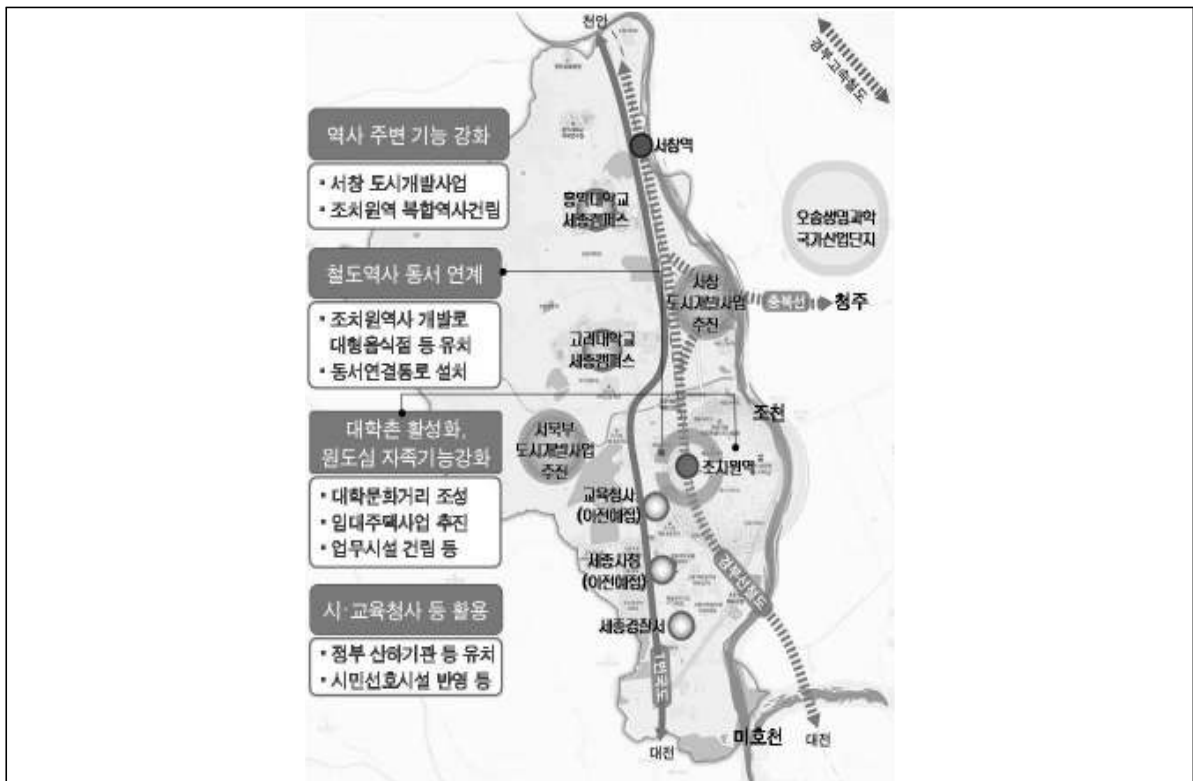 천안
경부고속철도
역사 주변 기능 강화
▪ 서창 도시개발사업
▪ 조치원역 복합역사건립
서창역
홍익대학교
세종캠퍼스
오송생명과학
국가산업단지
철도역사 동서 연계
▪ 조치원역사 개발로
대형음식점 등 유치
▪ 동서연결통로 설치
서창
도시개발사업
추진
충북선
청주
고려대학교
세종캠퍼스
조천
대학촌 활성화,
원도심 자족기능강화
▪ 대학문화거리 조성
▪ 임대주택사업 추진
▪ 업무시설 건립 등
서북부
도시개발사업
추진
조치원역
교육청사
(이전예정)
세종시청
(이전예정)
경부선철도
시·교육청사 등 활용
▪ 정부 산하기관 등 유치
▪ 시민선호시설 반영 등
세종경찰서
1번국도
미호천
대전
대전